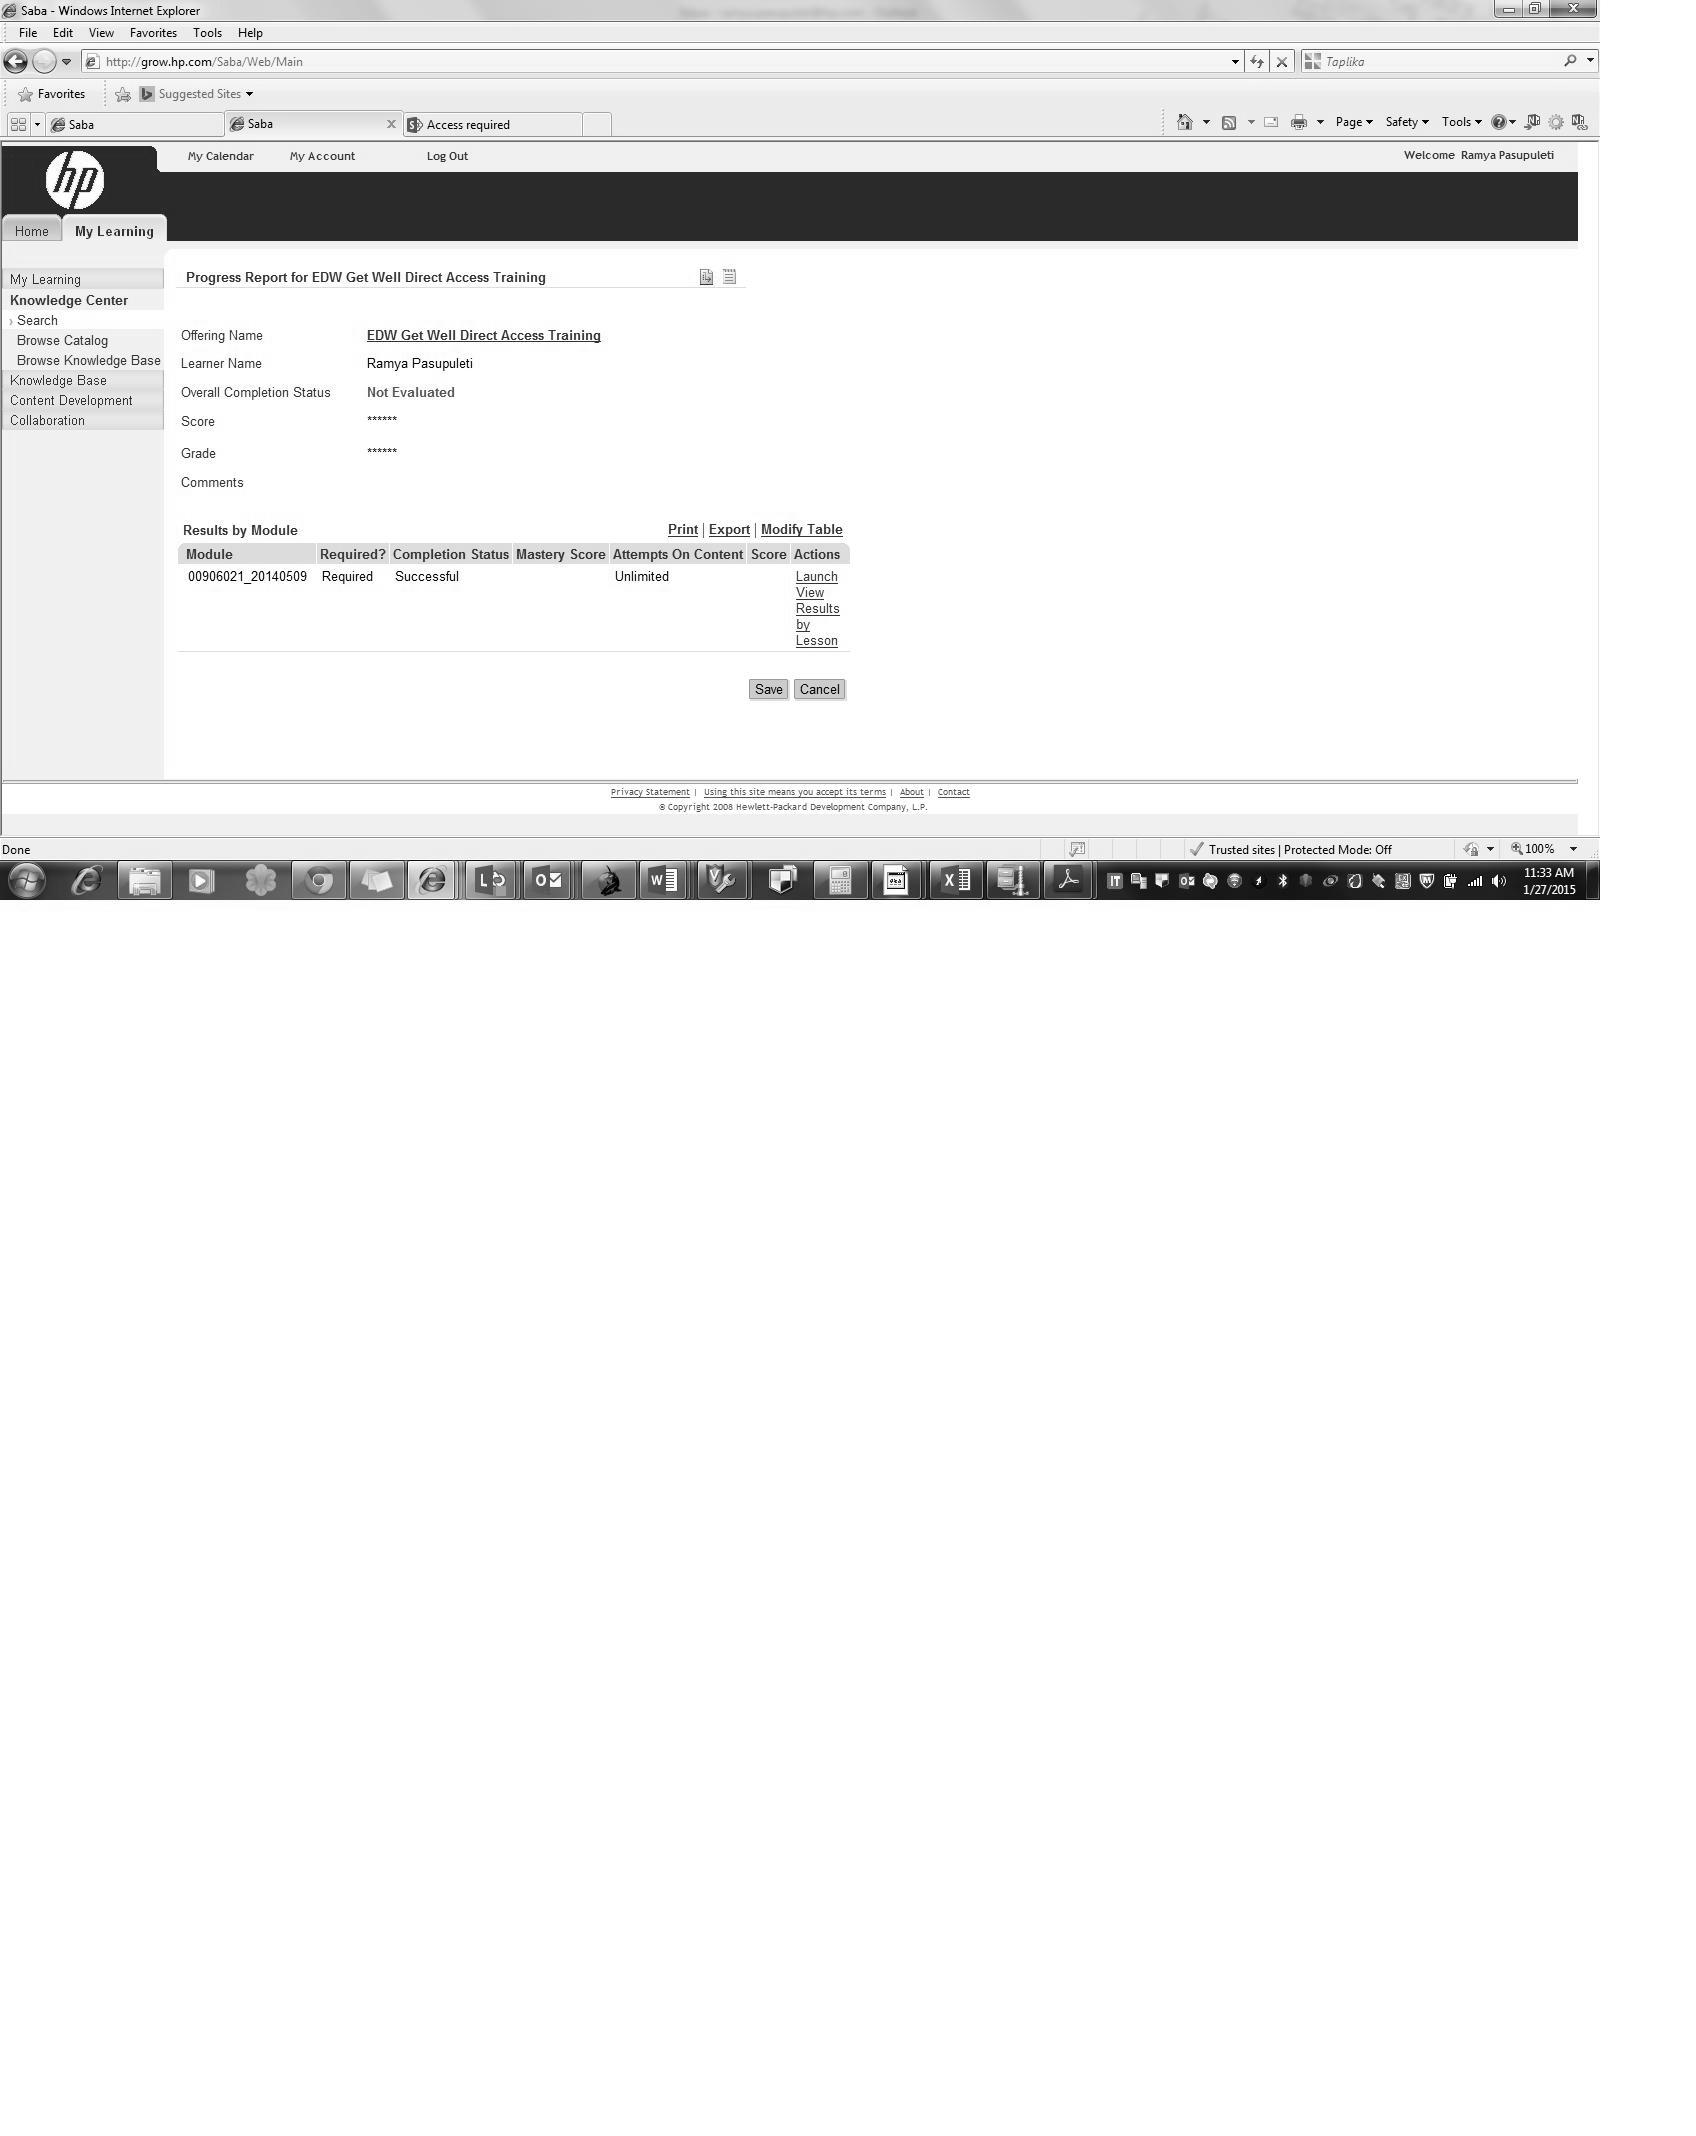 Saba - Windows Internet Explorer
File Edit View Favorites Tools Help
http://grow.hp.com/Saba/Web/Main
Taplika
Favorites Suggested Sites
Saba Saba Access required Page Safety Tools
My Calendar My Account Log Out Welcome Ramya Pasupuleti
hp
Home My Learning
My Learning
Knowledge Center
Search
Browse Catalog
Browse Knowledge Base
Knowledge Base
Content Development
Collaboration
Progress Report for EDW Get Well Direct Access Training
Offering Name EDW Get Well Direct Access Training
Learner Name Ramya Pasupuleti
Overall Completion Status Not Evaluated
Score ******
Grade ******
Comments
Results by Module Print | Export | Modify Table
Module Required? Completion Status Mastery Score Attempts On Content Score Actions
00906021_20140509 Required Successful Unlimited Launch
View
Results
by
Lesson
Save Cancel
Privacy Statement | Using this site means you accept its terms | About | Contact
© Copyright 2008 Hewlett-Packard Development Company, L.P.
Done Trusted sites | Protected Mode: Off 100%
11:33 AM
1/27/2015